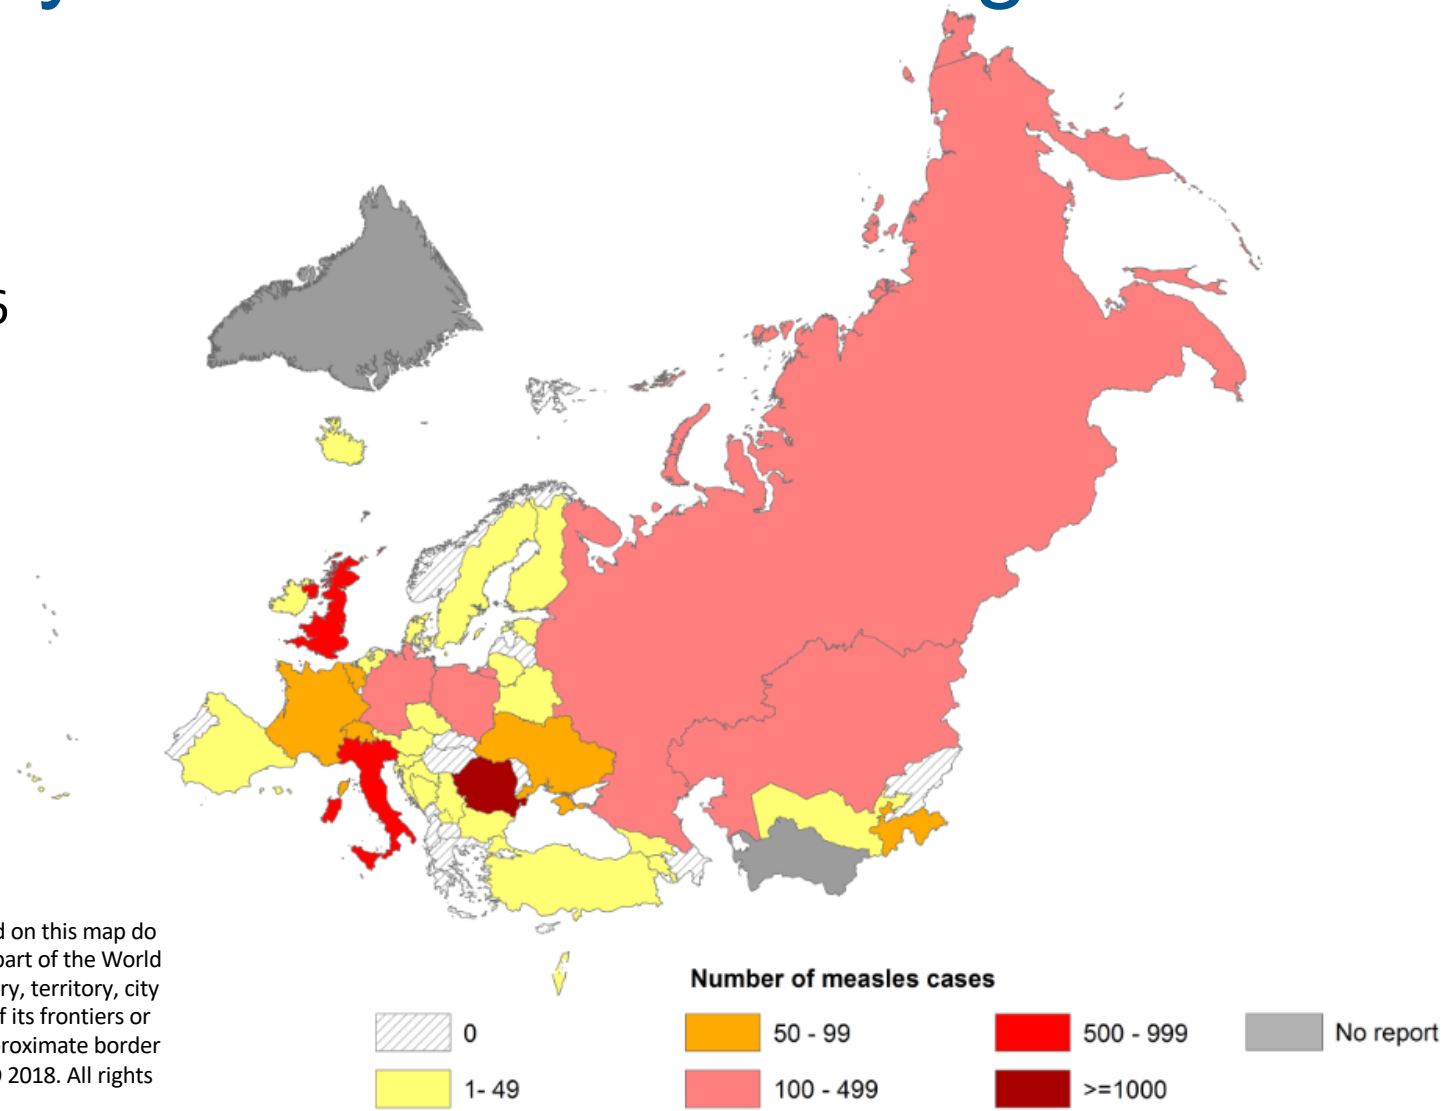 6
d on this map do
part of the World
ry, territory, city
f its frontiers or
roximate border
2018. All rights
Number of measles cases
0
50 - 99
500 - 999
No report
1- 49
100 - 499
>=1000